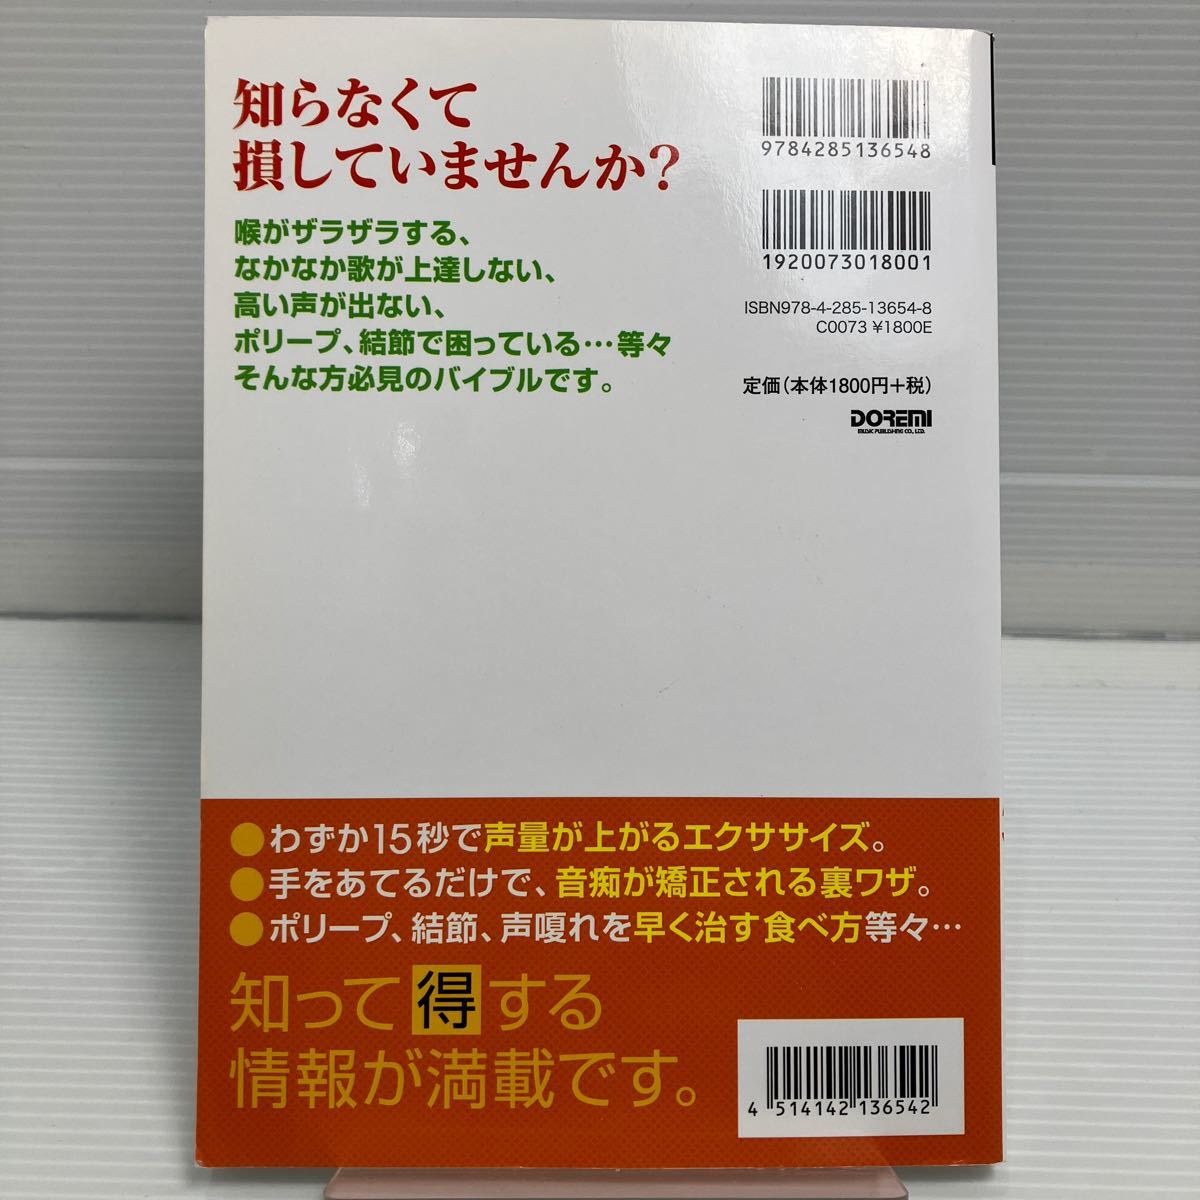 知らなくて
損していませんか?
喉がザラザラする、
なかなか歌が上達しない、
高い声が出ない、
ポリープ、結節で困っている…等々
そんな方必見のバイブルです。
9784285136548
1920073018001
ISBN978-4-285-13654-8
C0073 ¥1800E
定価(本体1800円+税)
DOREMI
MUSIC PUBLISHING CO., LTD.
●わずか15秒で声量が上がるエクササイズ。
●手をあてるだけで、音痴が矯正される裏ワザ。
●ポリープ、結節、声嗄れを早く治す食べ方等々…
知って得する
情報が満載です。
4 514142 136542